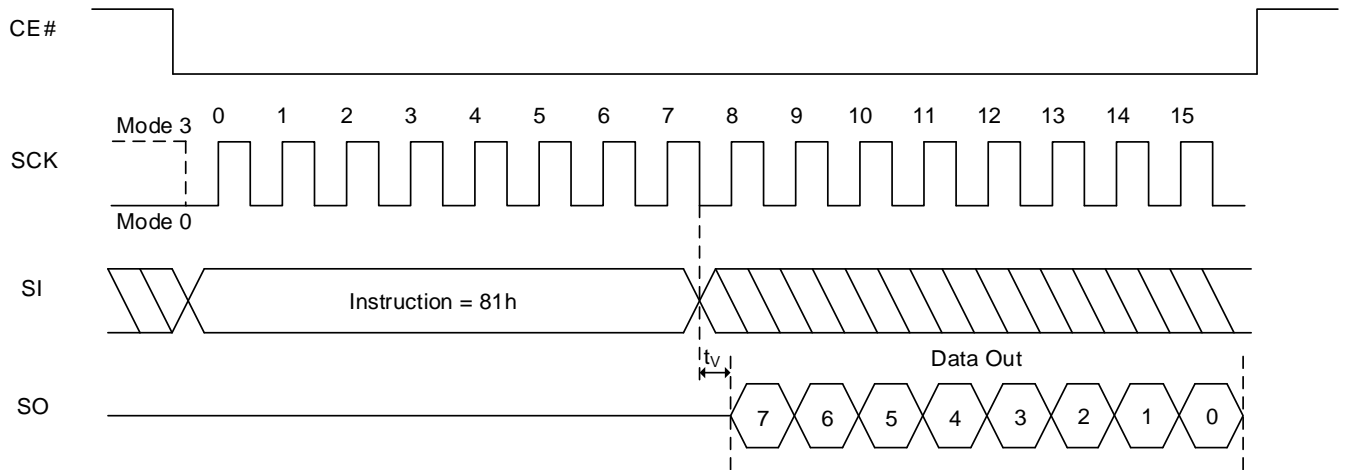 CE#
0 1 2 3 4 5 6 7 8 9 10 11 12 13 14 15
Mode 3
SCK
Mode 0
SI
Instruction = 81h
tV
Data Out
SO
7 6 5 4 3 2 1 0